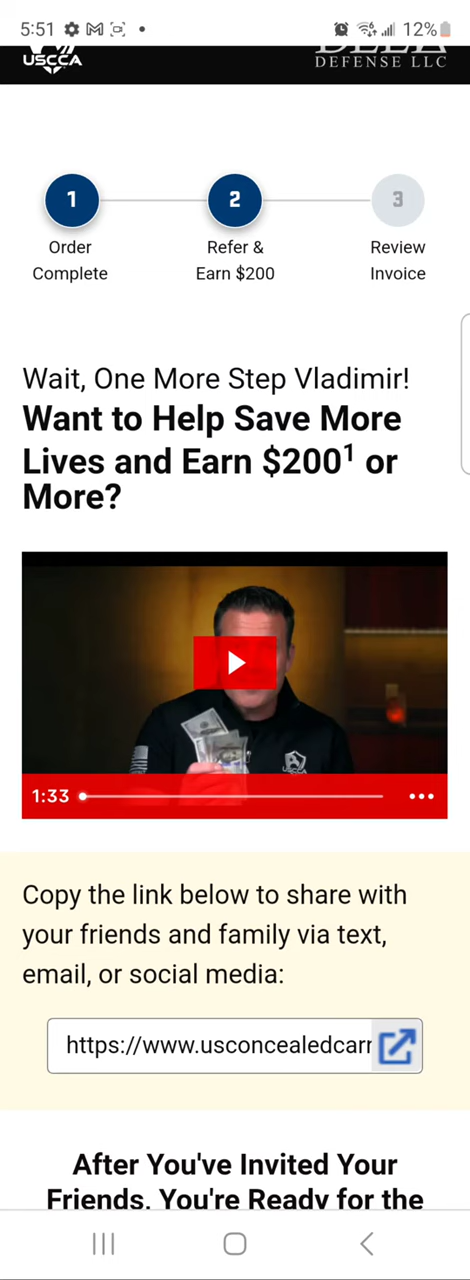 5:51
12%
USCCA
DELTA
DEFENSE LLC
1
2
3
Order
Complete
Refer &
Earn $200
Review
Invoice
Wait, One More Step Vladimir!
Want to Help Save More
Lives and Earn $200¹ or
More?
USCCA
1:33
Copy the link below to share with
your friends and family via text,
email, or social media:
https://www.usconcealedcarr
After You've Invited Your
Friends, You're Ready for the